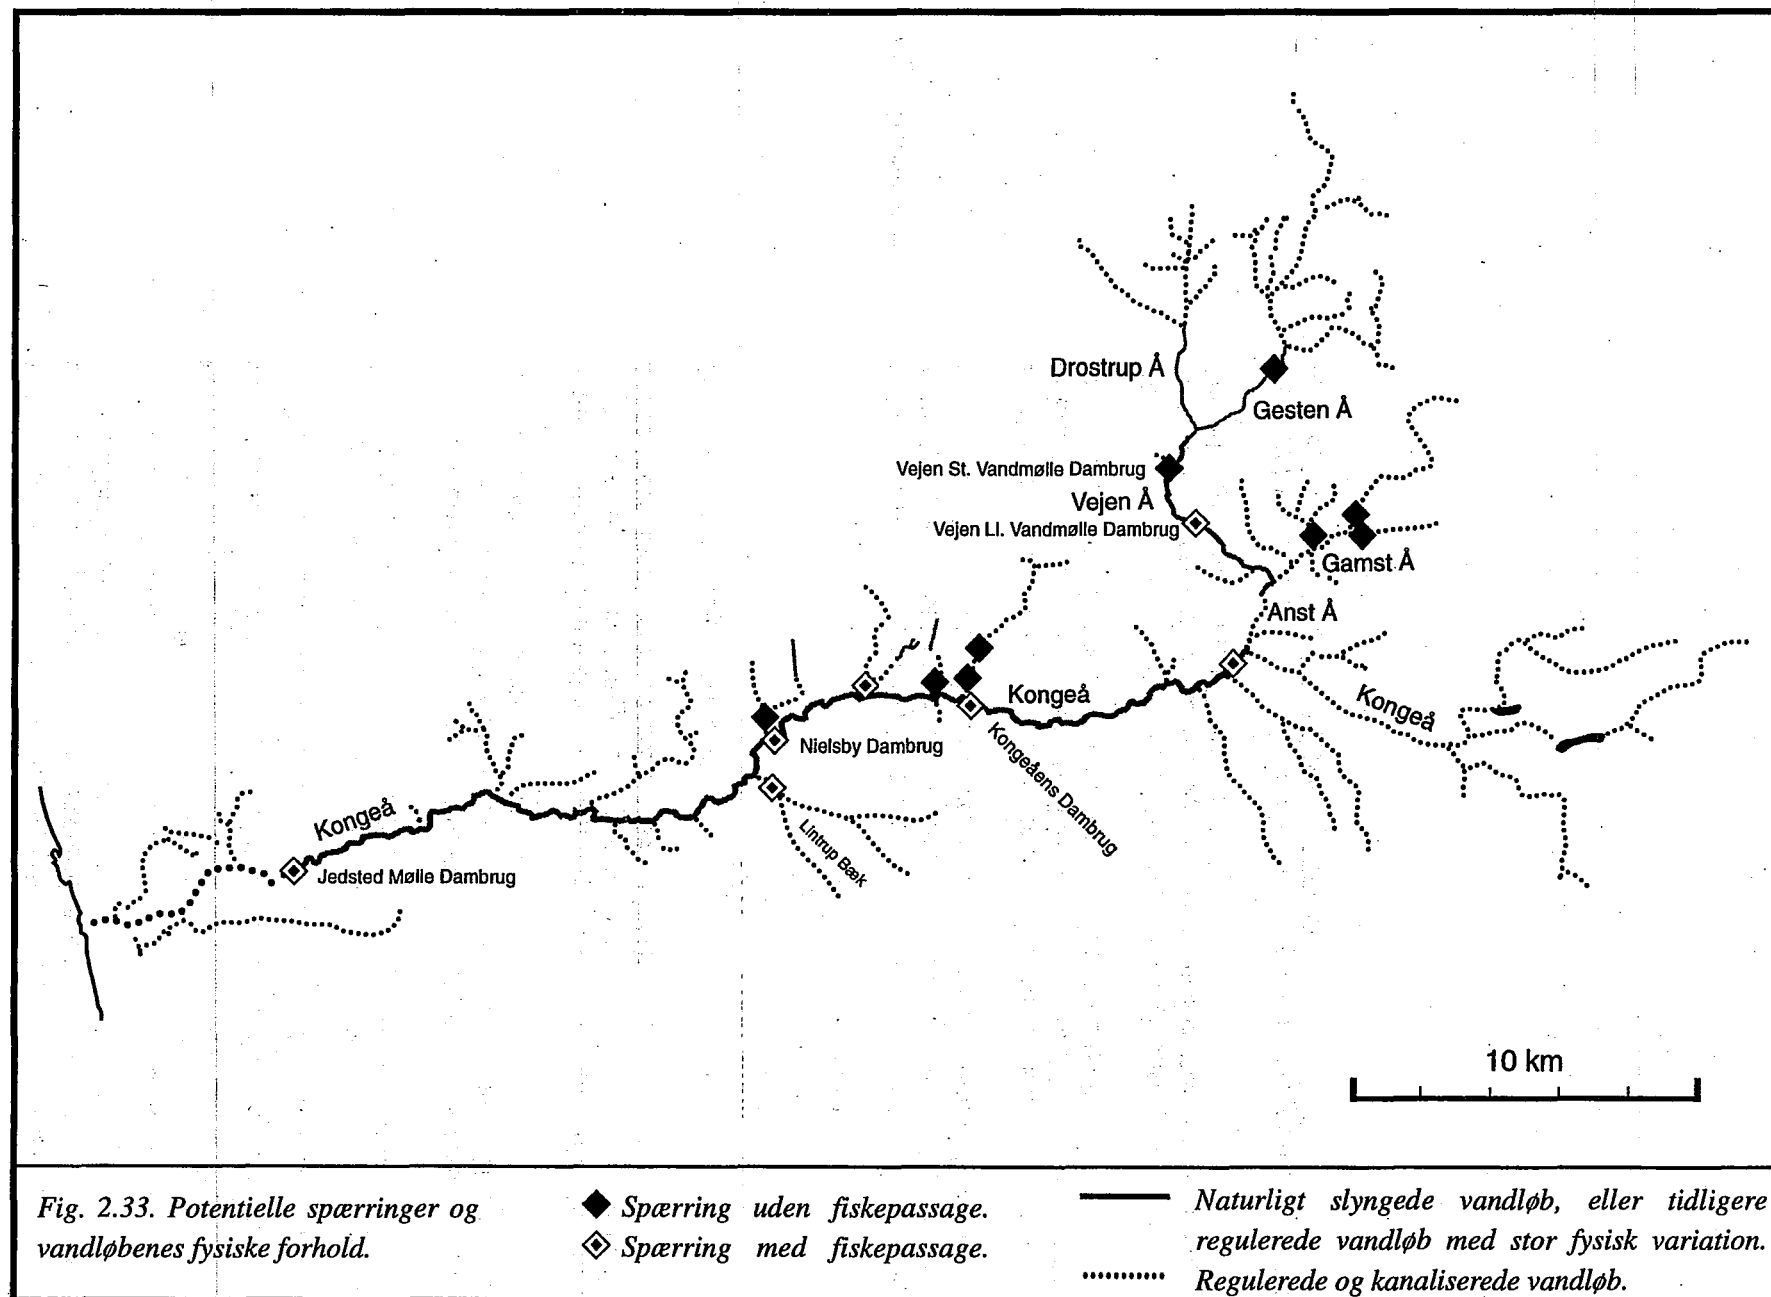 Drostrup Å
Gesten Å
Vejen St. Vandmølle Dambrug
Vejen Å
Vejen Ll. Vandmølle Dambrug
Gamst Å
Anst Å
Kongeå
Kongeå
Nielsby Dambrug
Kongeåens Dambrug
Kongeå
Lintrup Bæk
Jedsted Mølle Dambrug
10 km
Fig. 2.33. Potentielle spærringer og
vandløbenes fysiske forhold.
Spærring uden fiskepassage.
Spærring med fiskepassage.
Naturligt slyngede vandløb, eller tidligere
regulerede vandløb med stor fysisk variation.
Regulerede og kanaliserede vandløb.